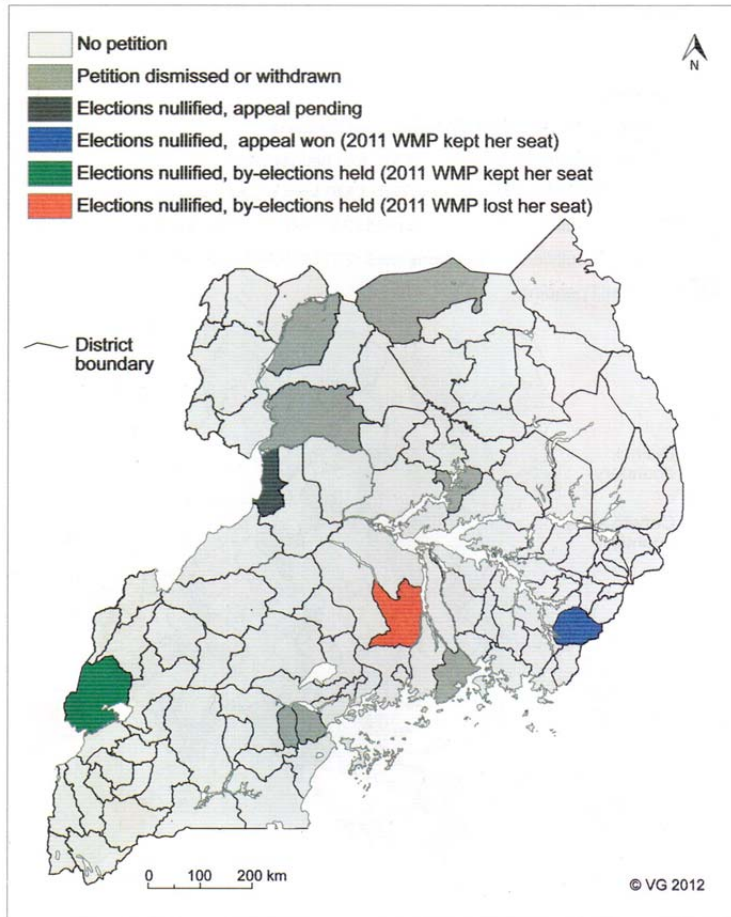 No petition
N
Petition dismissed or withdrawn
Elections nullified, appeal pending
Elections nullified, appeal won (2011 WMP kept her seat)
Elections nullified, by-elections held (2011 WMP kept her seat
Elections nullified, by-elections held (2011 WMP lost her seat)
District
boundary
0 100 200 km
© VG 2012